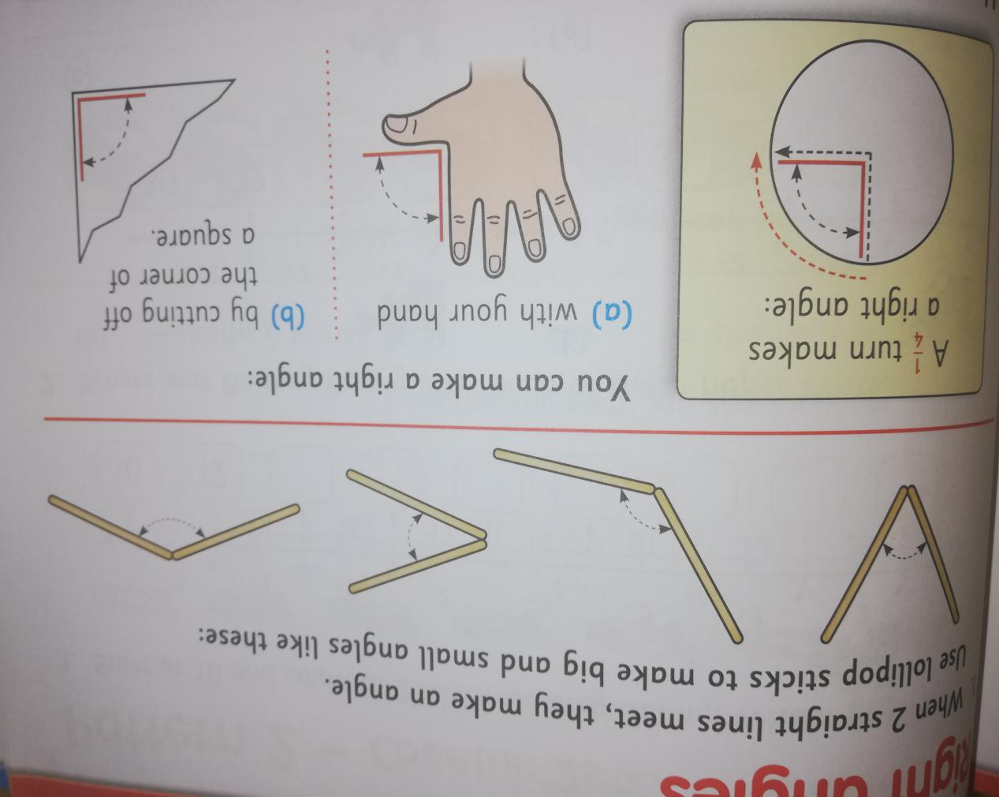 Right angles
When 2 straight lines meet, they make an angle.
Use lollipop sticks to make big and small angles like these:
A 1/4 turn makes
a right angle:
You can make a right angle:
(a) with your hand
(b) by cutting off
the corner of
a square.